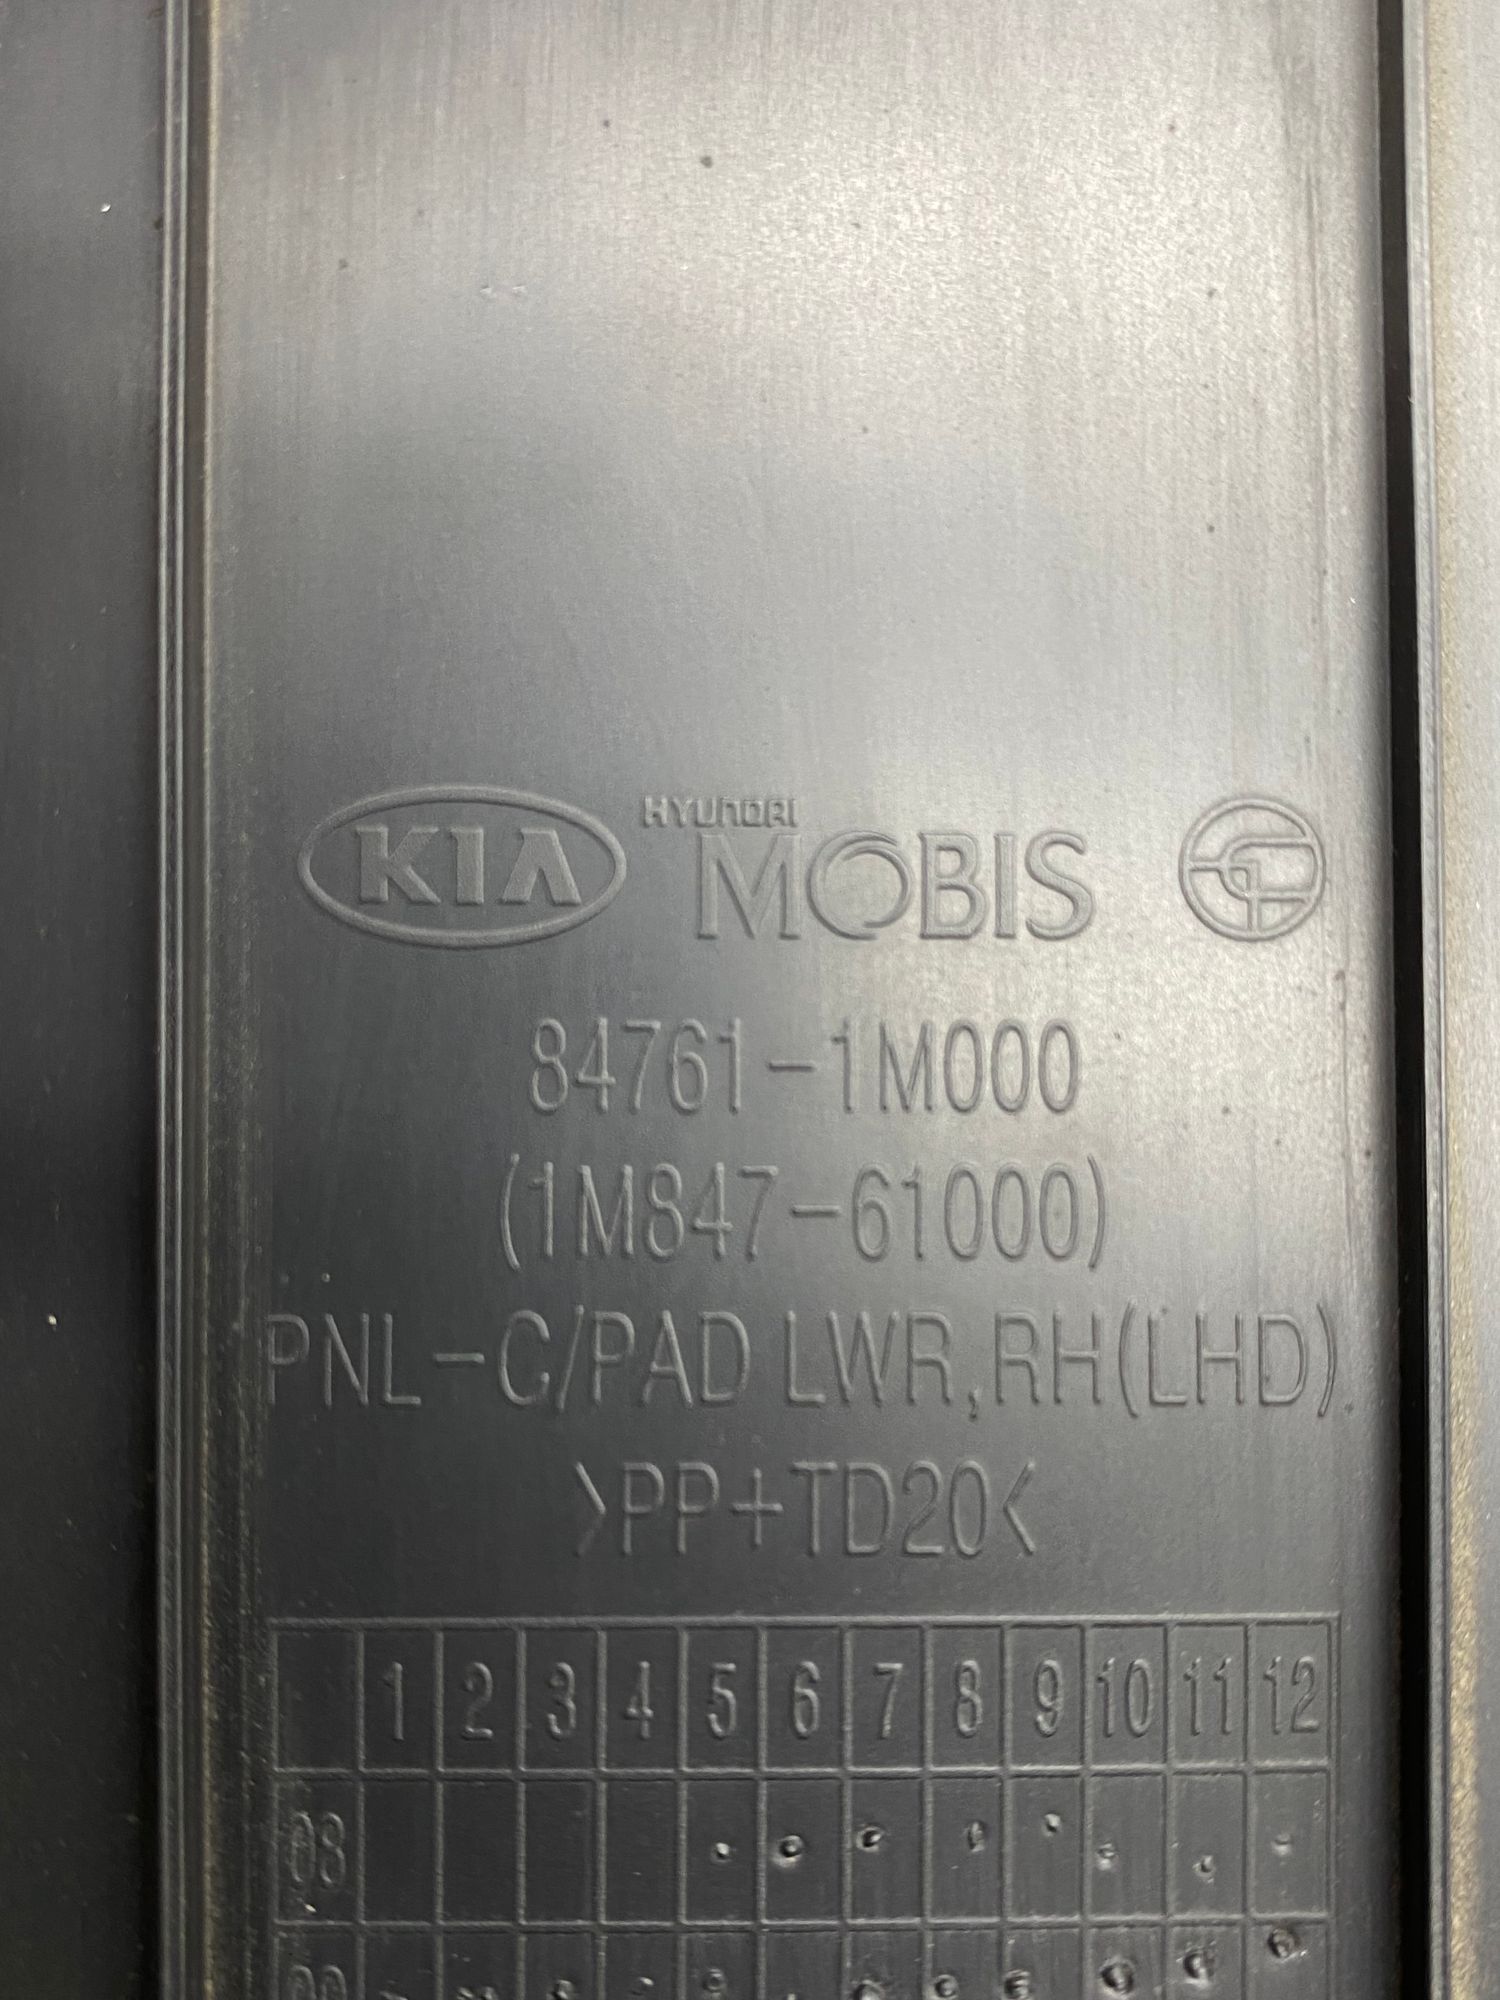 KIA HYUNDAI MOBIS
84761-1M000
(1M847-61000)
PNL-C/PAD LWR,RH(LHD)
>PP+TD20<
1 2 3 4 5 6 7 8 9 10 11 12
08